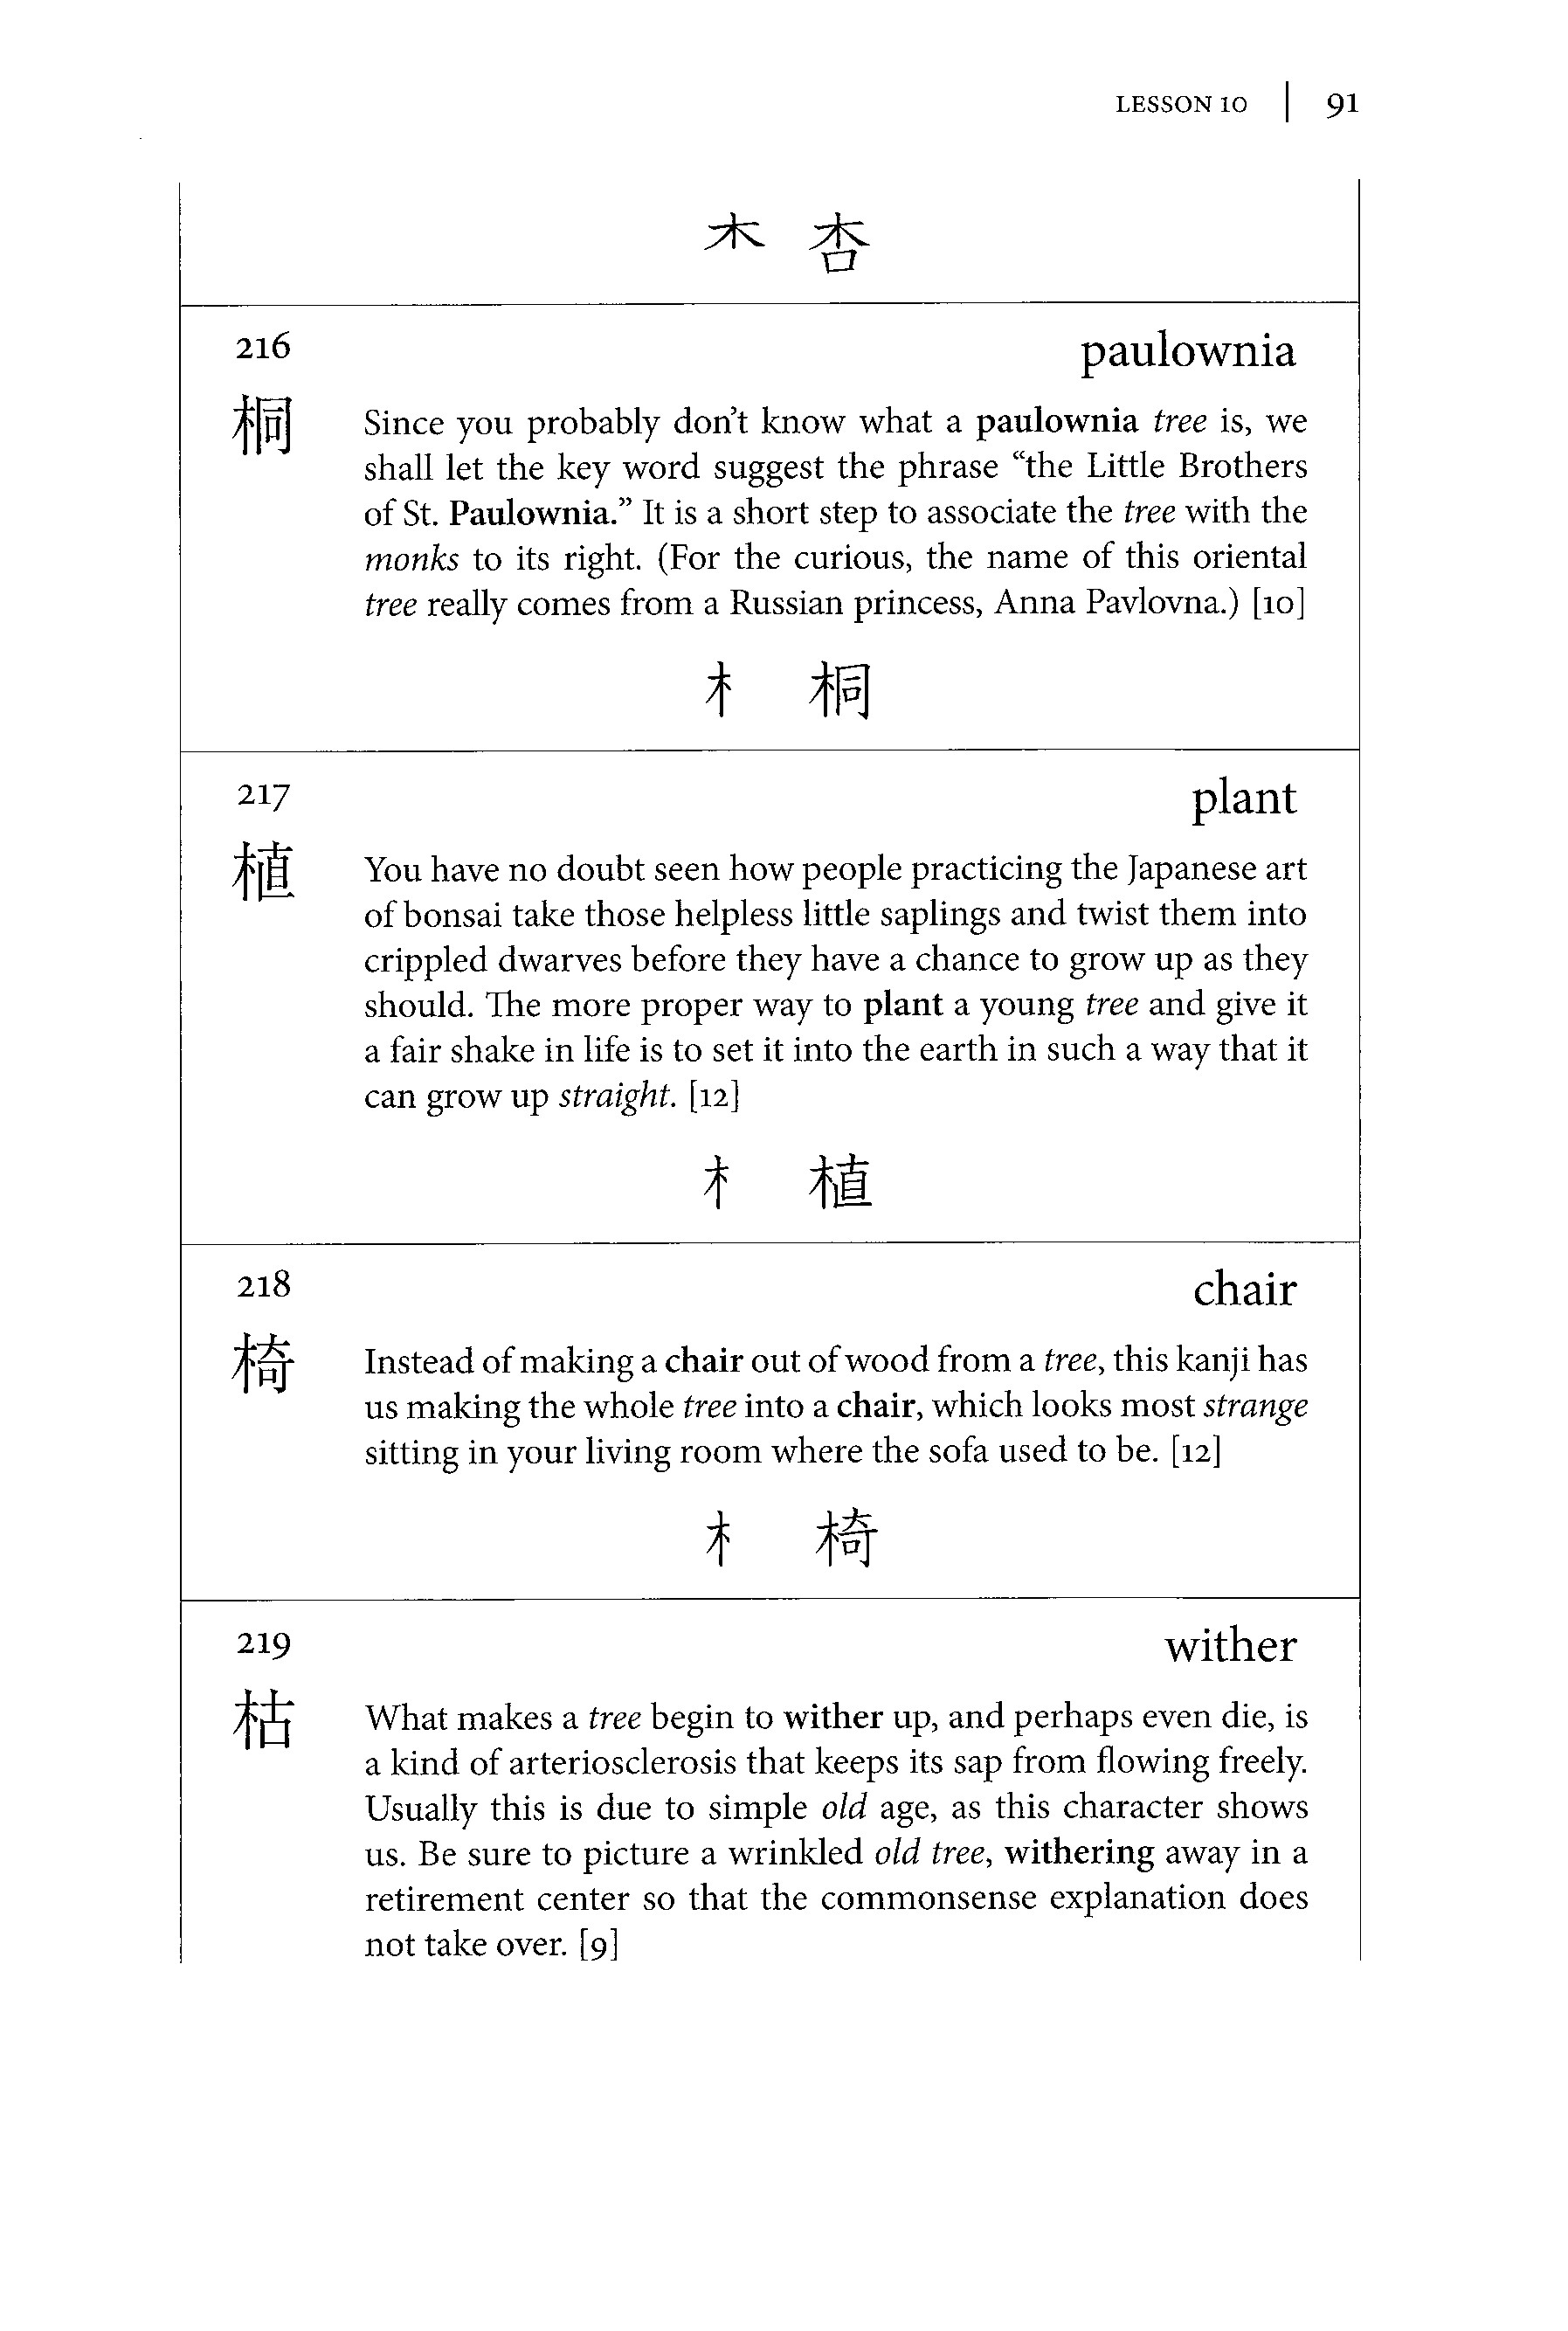 LESSON 10 | 91
木 杏
216 paulownia
桐 Since you probably don't know what a paulownia tree is, we
shall let the key word suggest the phrase “the Little Brothers
of St. Paulownia.” It is a short step to associate the tree with the
monks to its right. (For the curious, the name of this oriental
tree really comes from a Russian princess, Anna Pavlovna.) [10]
木 桐
217 plant
植 You have no doubt seen how people practicing the Japanese art
of bonsai take those helpless little saplings and twist them into
crippled dwarves before they have a chance to grow up as they
should. The more proper way to plant a young tree and give it
a fair shake in life is to set it into the earth in such a way that it
can grow up straight. [12]
木 植
218 chair
椅 Instead of making a chair out of wood from a tree, this kanji has
us making the whole tree into a chair, which looks most strange
sitting in your living room where the sofa used to be. [12]
木 椅
219 wither
枯 What makes a tree begin to wither up, and perhaps even die, is
a kind of arteriosclerosis that keeps its sap from flowing freely.
Usually this is due to simple old age, as this character shows
us. Be sure to picture a wrinkled old tree, withering away in a
retirement center so that the commonsense explanation does
not take over. [9]